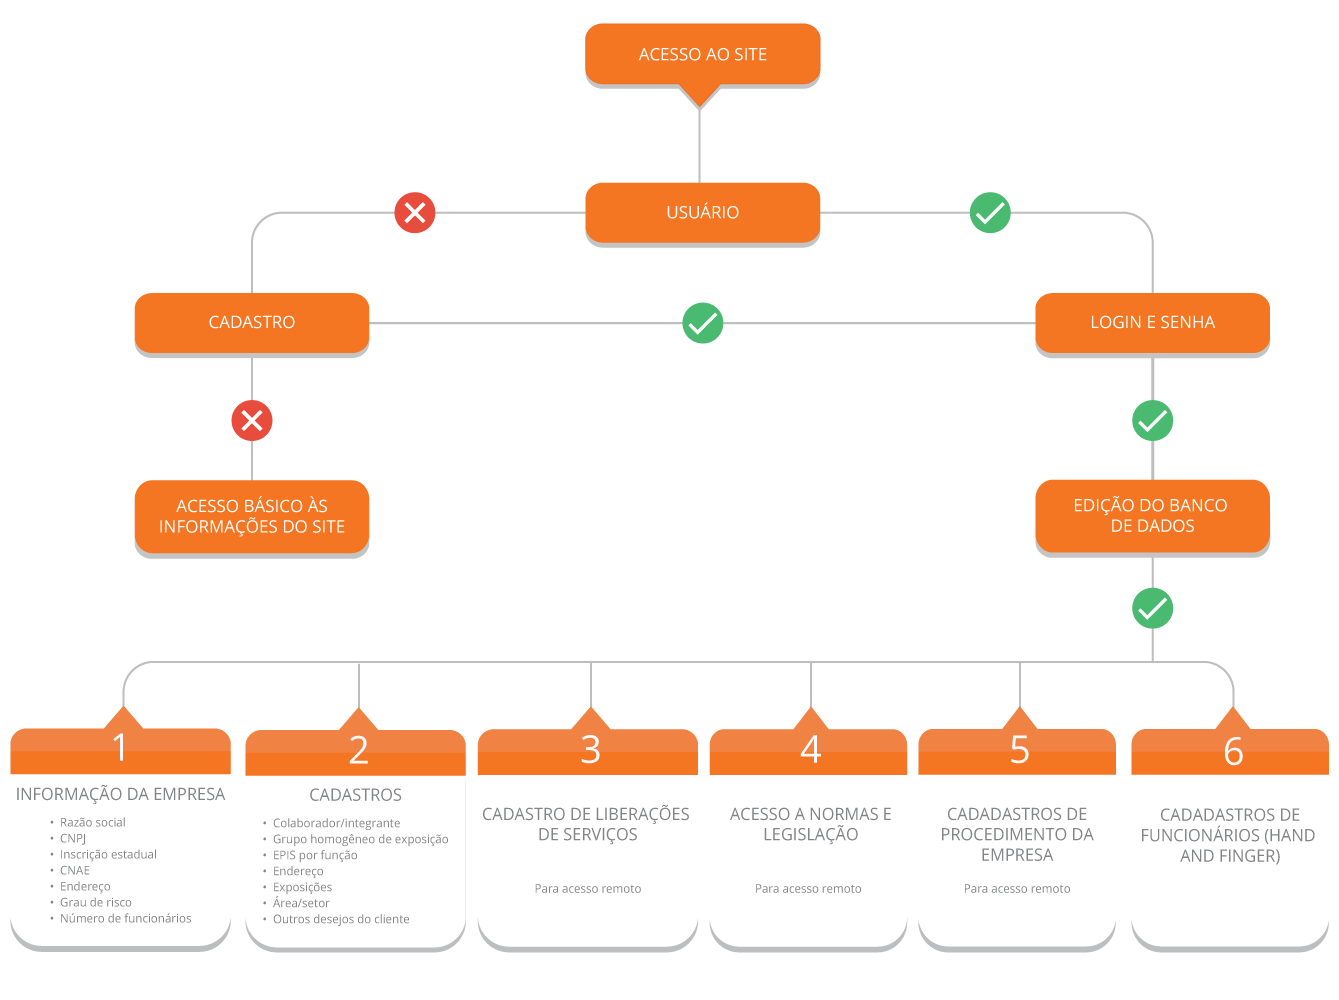 ACESSO AO SITE
USUÁRIO
CADASTRO
LOGIN E SENHA
ACESSO BÁSICO ÀS
INFORMAÇÕES DO SITE
EDIÇÃO DO BANCO
DE DADOS
1
INFORMAÇÃO DA EMPRESA
• Razão social
• CNPJ
• Inscrição estadual
• CNAE
• Endereço
• Grau de risco
• Número de funcionários
2
CADASTROS
• Colaborador/integrante
• Grupo homogêneo de exposição
• EPIS por função
• Endereço
• Exposições
• Área/setor
• Outros desejos do cliente
3
CADASTRO DE LIBERAÇÕES
DE SERVIÇOS
Para acesso remoto
4
ACESSO A NORMAS E
LEGISLAÇÃO
Para acesso remoto
5
CADADASTROS DE
PROCEDIMENTO DA
EMPRESA
Para acesso remoto
6
CADADASTROS DE
FUNCIONÁRIOS (HAND
AND FINGER)